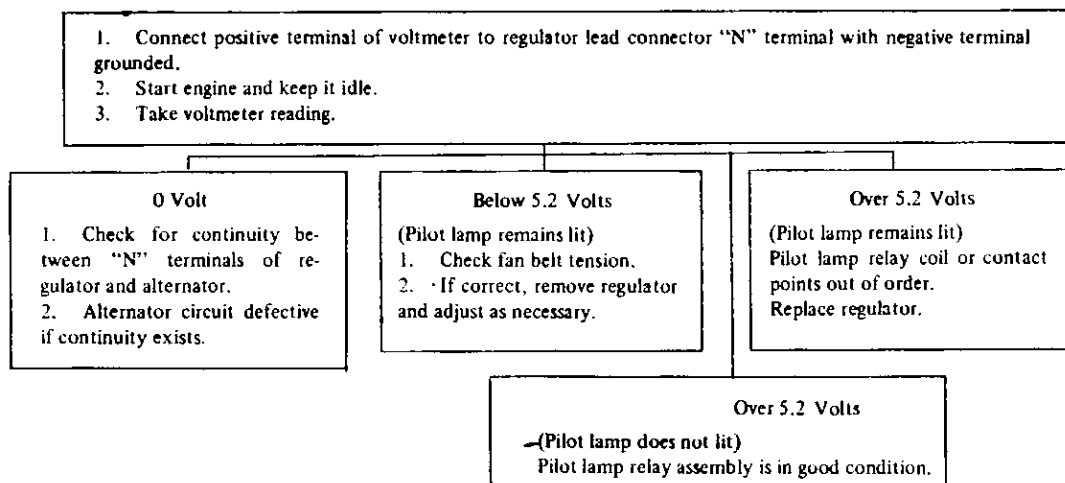 1. Connect positive terminal of voltmeter to regulator lead connector “N” terminal with negative terminal
grounded.
2. Start engine and keep it idle.
3. Take voltmeter reading.
0 Volt
1. Check for continuity be-
tween “N” terminals of re-
gulator and alternator.
2. Alternator circuit defective
if continuity exists.
Below 5.2 Volts
(Pilot lamp remains lit)
1. Check fan belt tension.
2. If correct, remove regulator
and adjust as necessary.
Over 5.2 Volts
(Pilot lamp remains lit)
Pilot lamp relay coil or contact
points out of order.
Replace regulator.
Over 5.2 Volts
(Pilot lamp does not lit)
Pilot lamp relay assembly is in good condition.